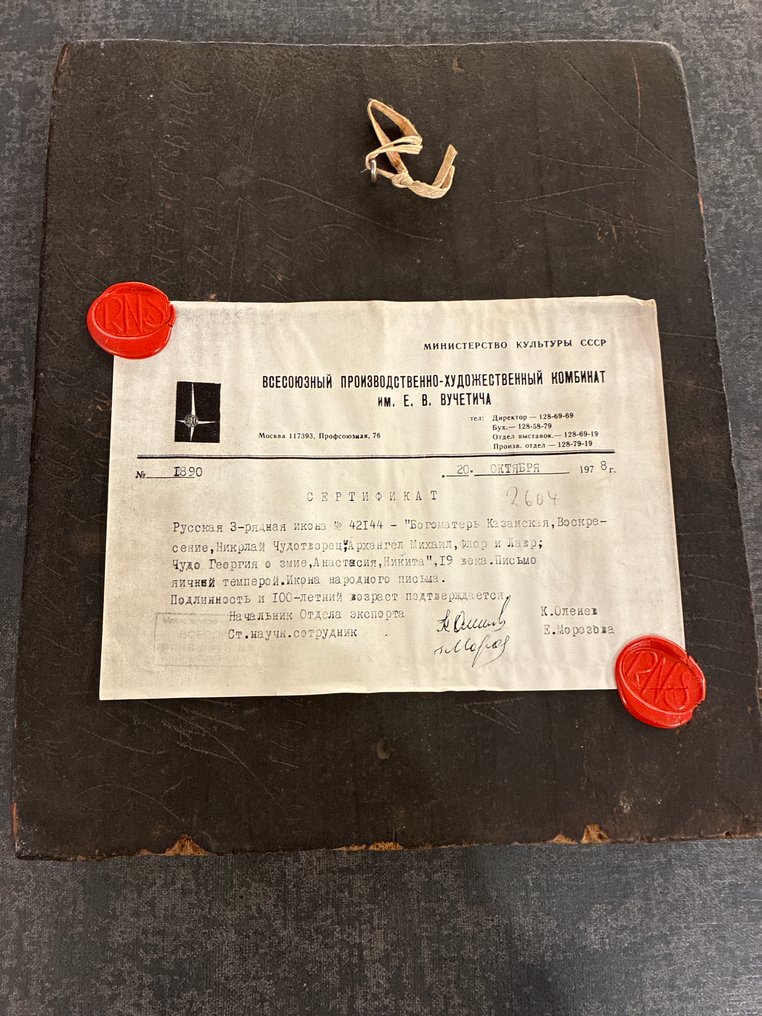 RNS
МИНИСТЕРСТВО КУЛЬТУРЫ СССР
ВСЕСОЮЗНЫЙ ПРОИЗВОДСТВЕННО-ХУДОЖЕСТВЕННЫЙ КОМБИНАТ
им. Е. В. ВУЧЕТИЧА
тел: Директор — 128-69-69
Бух.— 128-58-79
Отдел выставок.— 128-69-19
Произв. отдел — 128-79-19
Москва 117393, Профсоюзная, 76
№ 1390
20. ОКТЯБРЯ 1978 г.
СЕРТИФИКАТ
2604
Русская 3-рядная икона № 42144 - "Богоматерь Казанская, Воскре-
сение, Никрлай Чудотворец; Архангел Михаил, Флор и Лавр;
Чудо Георгия о змие, Анастасия, Никита", 19 века. Письмо
яичней темперой. Икона народного письма.
Подлинность и 100-летний возраст подтверждается.
Начальник Отдела экспорта К. Оленев
Ст. научн. сотрудник Е. Морозова
RNS